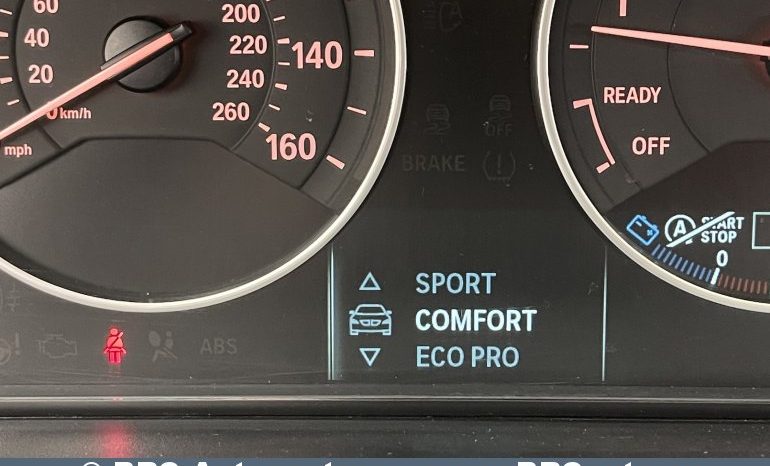 60
40
20
0 km/h
mph
200
220
240
260
140
160
BRAKE
OFF
READY
OFF
A
START
STOP
0
SPORT
COMFORT
ECO PRO
ABS